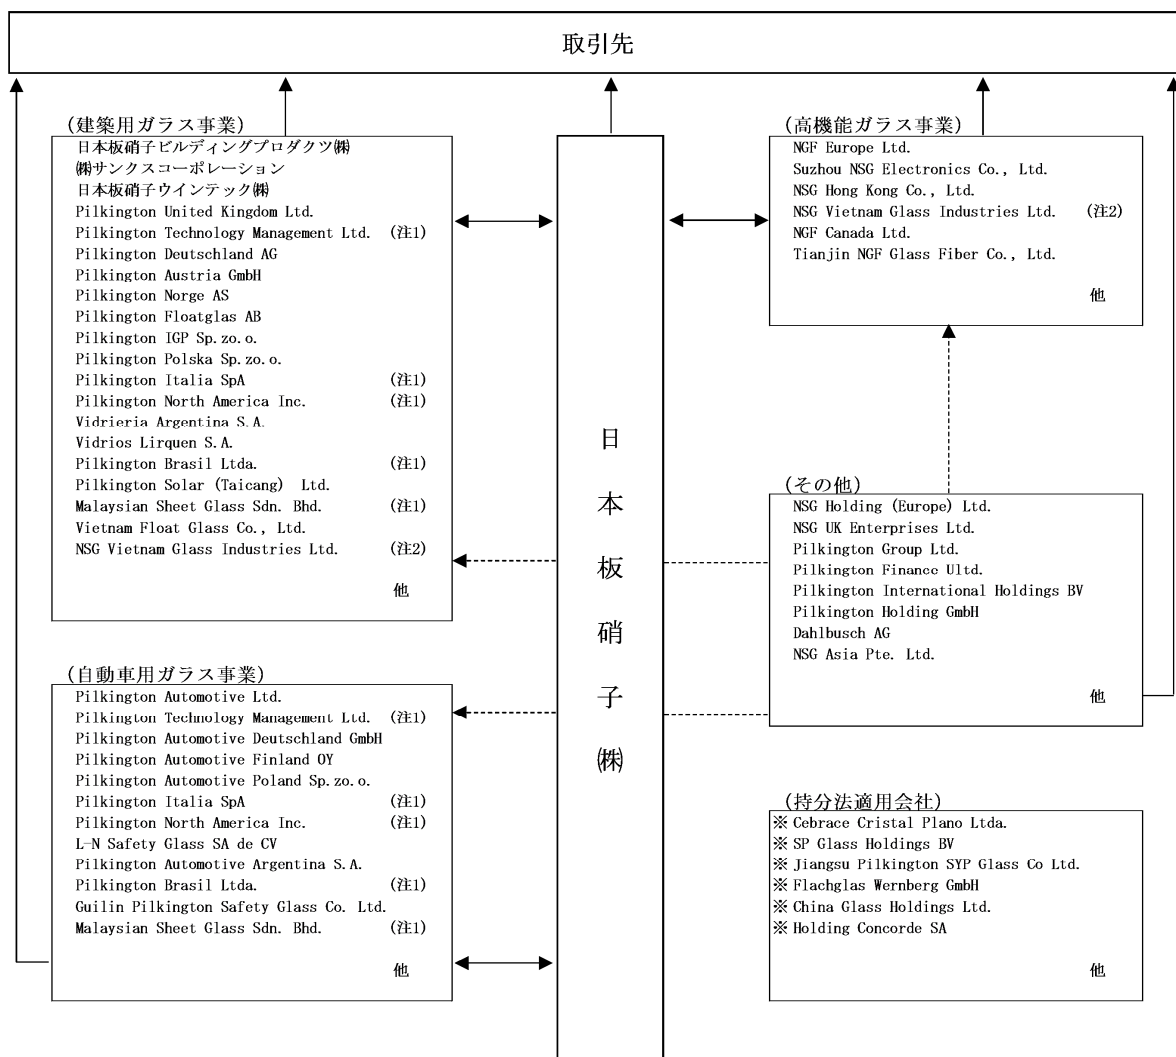 取引先
(建築用ガラス事業)
日本板硝子ビルディングプロダクツ㈱
㈱サンクスコーポレーション
日本板硝子ウインテック㈱
Pilkington United Kingdom Ltd.
Pilkington Technology Management Ltd. (注1)
Pilkington Deutschland AG
Pilkington Austria GmbH
Pilkington Norge AS
Pilkington Floatglas AB
Pilkington IGP Sp.zo.o.
Pilkington Polska Sp.zo.o.
Pilkington Italia SpA (注1)
Pilkington North America Inc. (注1)
Vidrieria Argentina S.A.
Vidrios Lirquen S.A.
Pilkington Brasil Ltda. (注1)
Pilkington Solar (Taicang) Ltd.
Malaysian Sheet Glass Sdn. Bhd. (注1)
Vietnam Float Glass Co., Ltd.
NSG Vietnam Glass Industries Ltd. (注2)
他
(自動車用ガラス事業)
Pilkington Automotive Ltd.
Pilkington Technology Management Ltd. (注1)
Pilkington Automotive Deutschland GmbH
Pilkington Automotive Finland OY
Pilkington Automotive Poland Sp.zo.o.
Pilkington Italia SpA (注1)
Pilkington North America Inc. (注1)
L-N Safety Glass SA de CV
Pilkington Automotive Argentina S.A.
Pilkington Brasil Ltda. (注1)
Guilin Pilkington Safety Glass Co. Ltd.
Malaysian Sheet Glass Sdn. Bhd. (注1)
他
日本板硝子㈱
(高機能ガラス事業)
NGF Europe Ltd.
Suzhou NSG Electronics Co., Ltd.
NSG Hong Kong Co., Ltd.
NSG Vietnam Glass Industries Ltd. (注2)
NGF Canada Ltd.
Tianjin NGF Glass Fiber Co., Ltd.
他
(その他)
NSG Holding (Europe) Ltd.
NSG UK Enterprises Ltd.
Pilkington Group Ltd.
Pilkington Finance Ultd.
Pilkington International Holdings BV
Pilkington Holding GmbH
Dahlbusch AG
NSG Asia Pte. Ltd.
他
(持分法適用会社)
※ Cebrace Cristal Plano Ltda.
※ SP Glass Holdings BV
※ Jiangsu Pilkington SYP Glass Co Ltd.
※ Flachglas Wernberg GmbH
※ China Glass Holdings Ltd.
※ Holding Concorde SA
他